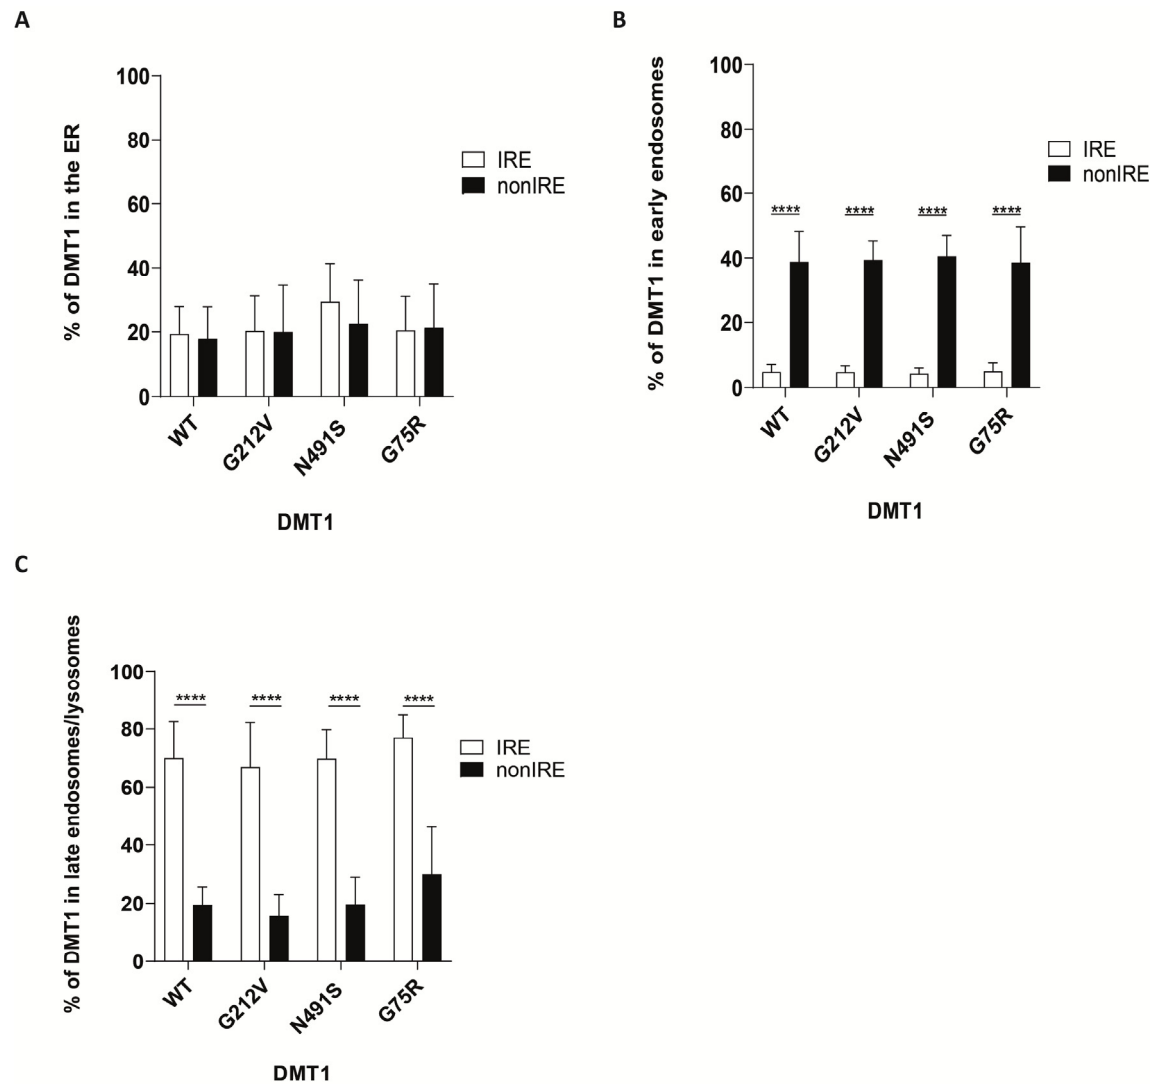 A
% of DMT1 in the ER
100
80
60
40
20
0
IRE
nonIRE
WT
G212V
N491S
G75R
DMT1
B
% of DMT1 in early endosomes
100
80
60
40
20
0
****
****
****
****
IRE
nonIRE
WT
G212V
N491S
G75R
DMT1
C
% of DMT1 in late endosomes/lysosomes
100
80
60
40
20
0
****
****
****
****
IRE
nonIRE
WT
G212V
N491S
G75R
DMT1